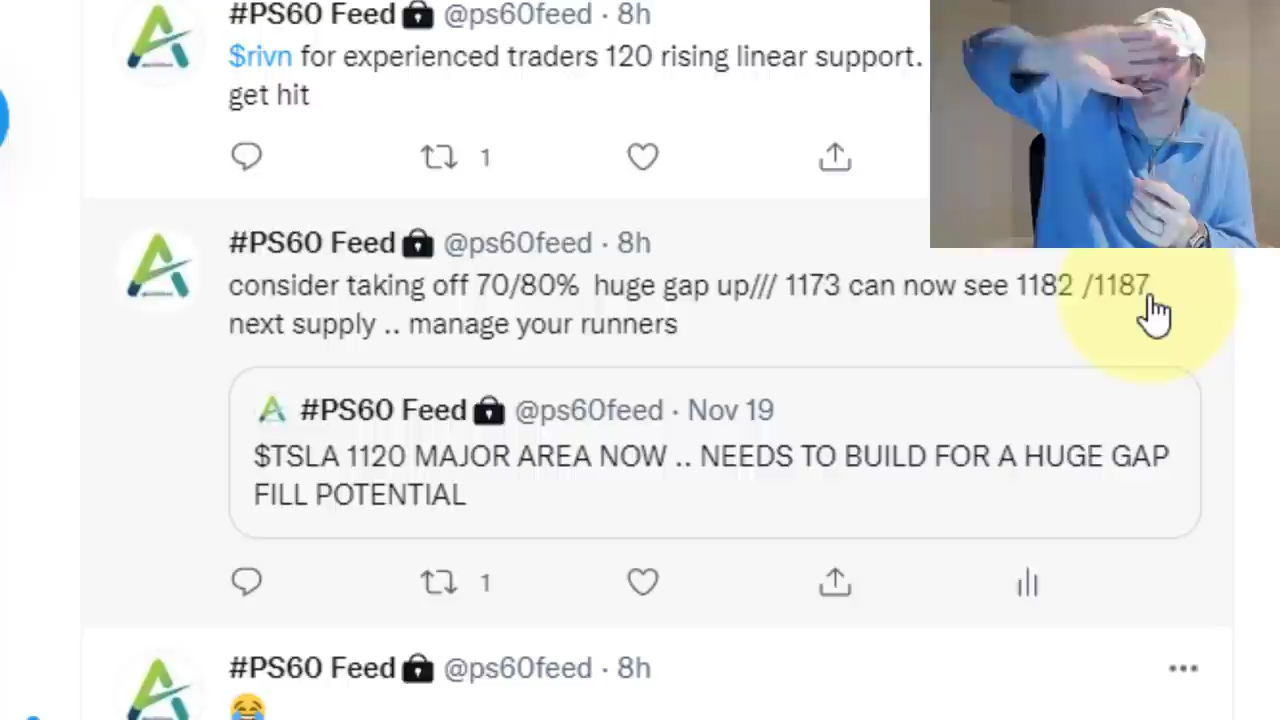 #PS60 Feed @ps60feed · 8h
$rivn for experienced traders 120 rising linear support.
get hit
1
#PS60 Feed @ps60feed · 8h
consider taking off 70/80% huge gap up/// 1173 can now see 1182 /1187
next supply .. manage your runners
#PS60 Feed @ps60feed · Nov 19
$TSLA 1120 MAJOR AREA NOW .. NEEDS TO BUILD FOR A HUGE GAP
FILL POTENTIAL
1
#PS60 Feed @ps60feed · 8h
😂